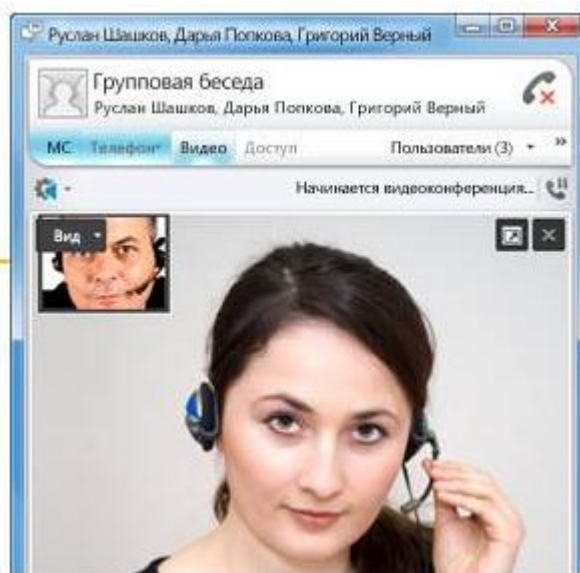 Руслан Шашков, Дарья Попкова, Григорий Верный
Групповая беседа
Руслан Шашков, Дарья Попкова, Григорий Верный
МС Телефон Видео Доступ Пользователи (3) »
Начинается видеоконференция...
Вид